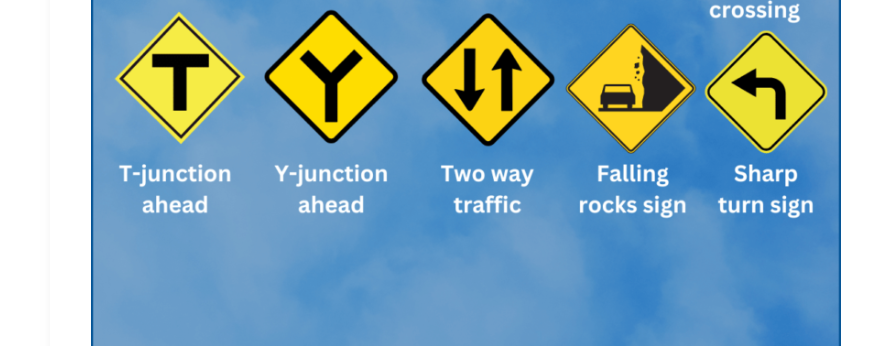 crossing
T
Y
T-junction
ahead
Y-junction
ahead
Two way
traffic
Falling
rocks sign
Sharp
turn sign